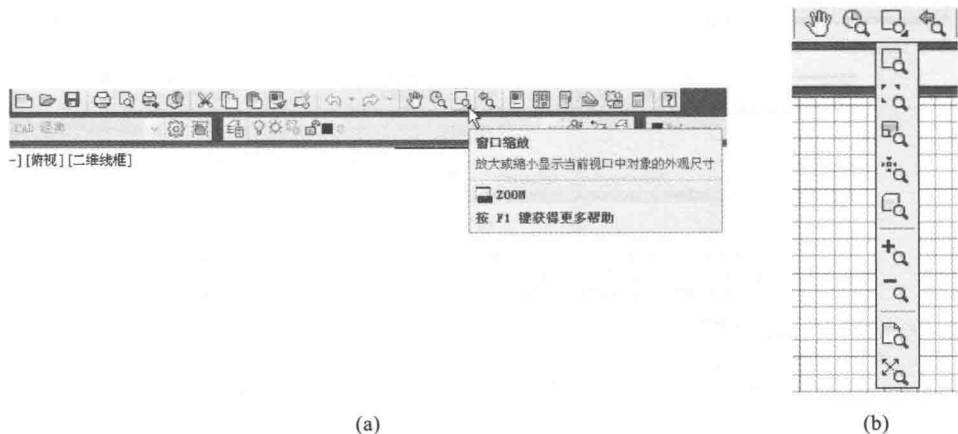 -] [俯视] [二维线框]
窗口缩放
放大或缩小显示当前视口中对象的外观尺寸
ZOOM
按 F1 键获得更多帮助
(a)
(b)